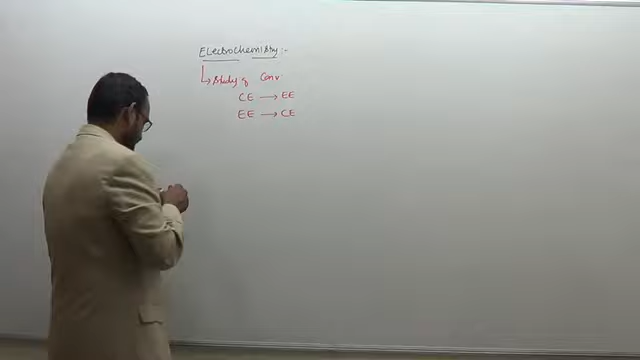 Electrochemistry:-
↳ Study of Conv.
CE → EE
EE → CE